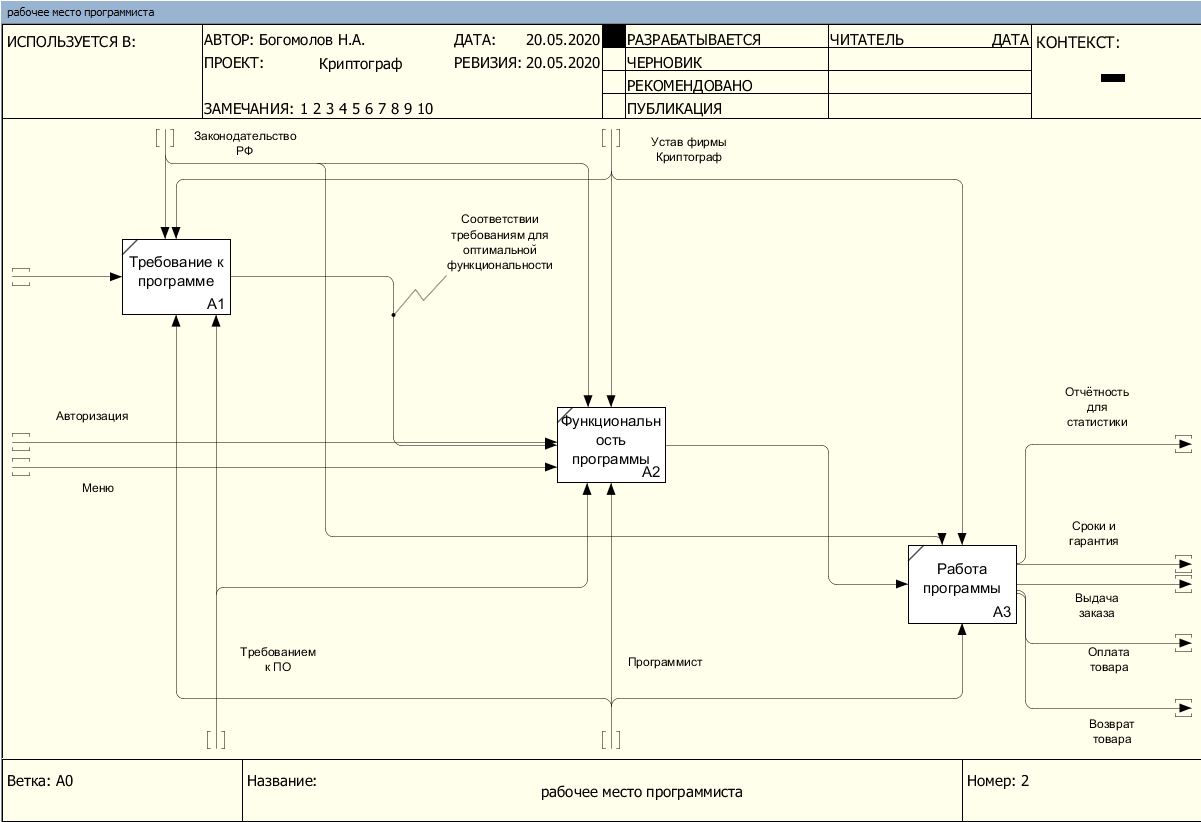 рабочее место программиста
ИСПОЛЬЗУЕТСЯ В:
АВТОР: Богомолов Н.А.
ДАТА: 20.05.2020
ПРОЕКТ: Криптограф
РЕВИЗИЯ: 20.05.2020
ЗАМЕЧАНИЯ: 1 2 3 4 5 6 7 8 9 10
РАЗРАБАТЫВАЕТСЯ
ЧЕРНОВИК
РЕКОМЕНДОВАНО
ПУБЛИКАЦИЯ
ЧИТАТЕЛЬ
ДАТА
КОНТЕКСТ:
Законодательство
РФ
Устав фирмы
Криптограф
Соответствии
требованиям для
оптимальной
функциональности
Требование к
программе
A1
Авторизация
Меню
Функциональн
ость
программы
A2
Отчётность
для
статистики
Сроки и
гарантия
Работа
программы
A3
Выдача
заказа
Требованием
к ПО
Программист
Оплата
товара
Возврат
товара
Ветка: A0
Название:
рабочее место программиста
Номер: 2